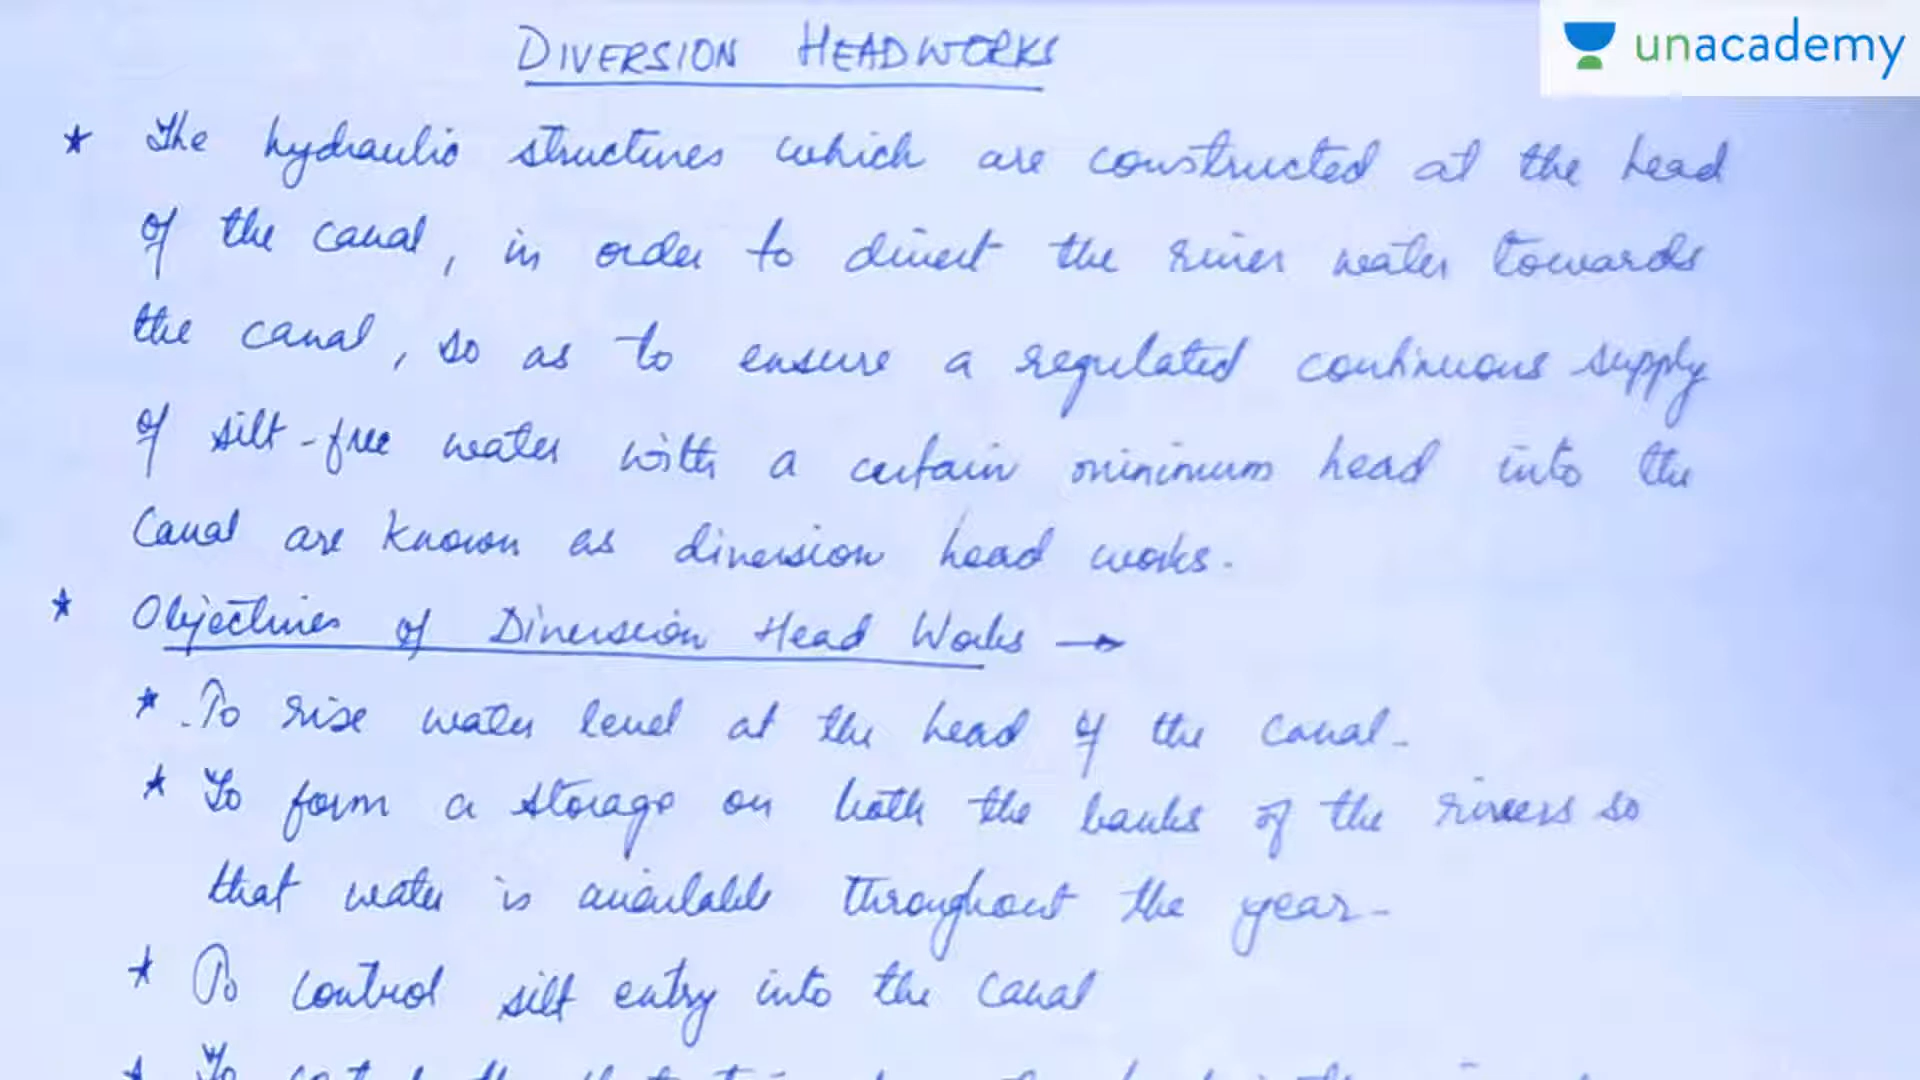 DIVERSION HEADWORKS
unacademy
★ The hydraulic structures which are constructed at the head
of the canal, in order to divert the river water towards
the canal, so as to ensure a regulated continuous supply
of silt-free water with a certain minimum head into the
Canal are known as diversion head works.
★ Objectives of Diversion Head Works →
★ To rise water level at the head of the canal.
★ To form a storage on both the banks of the rivers so
that water is available throughout the year.
★ To control silt entry into the canal
★ To